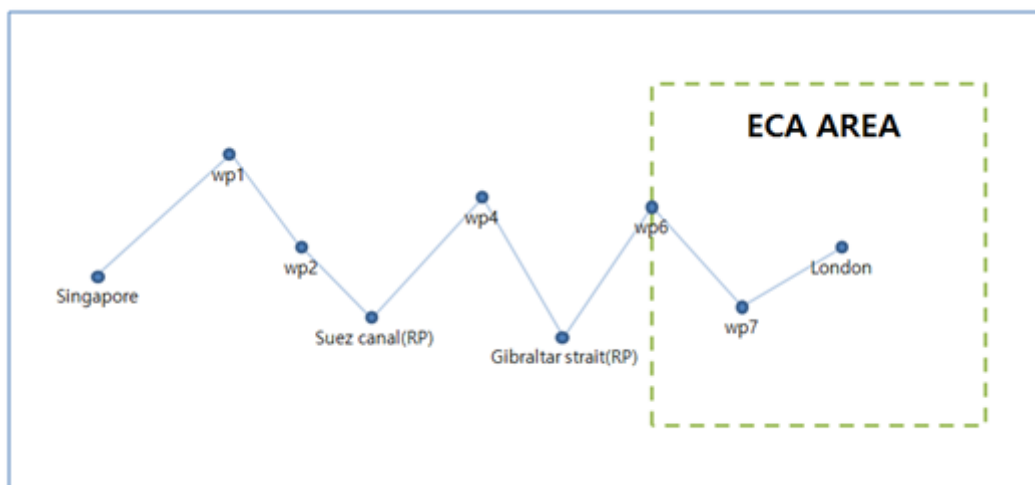 ECA AREA
wp1
wp4
wp6
wp2
London
Singapore
wp7
Suez canal(RP)
Gibraltar strait(RP)